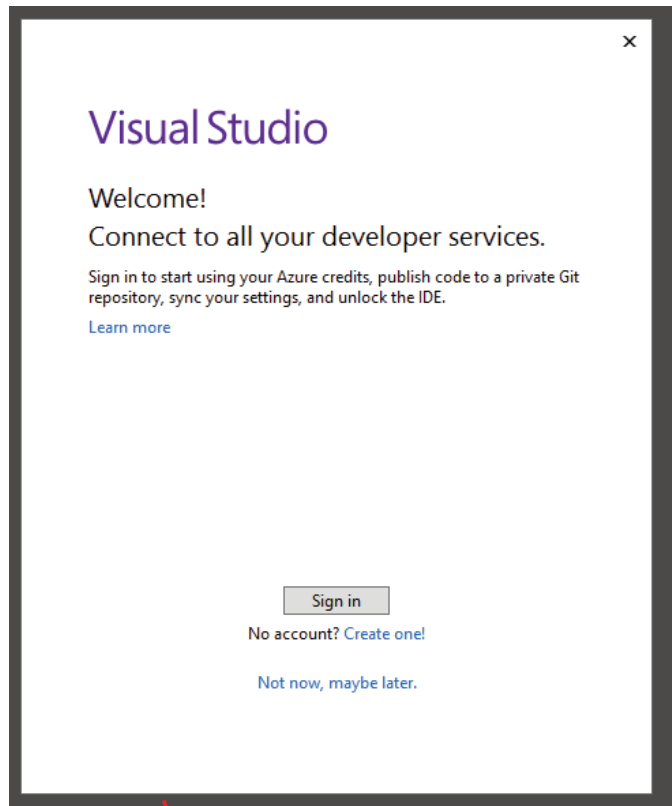 Visual Studio
Welcome!
Connect to all your developer services.
Sign in to start using your Azure credits, publish code to a private Git
repository, sync your settings, and unlock the IDE.
Learn more
Sign in
No account? Create one!
Not now, maybe later.